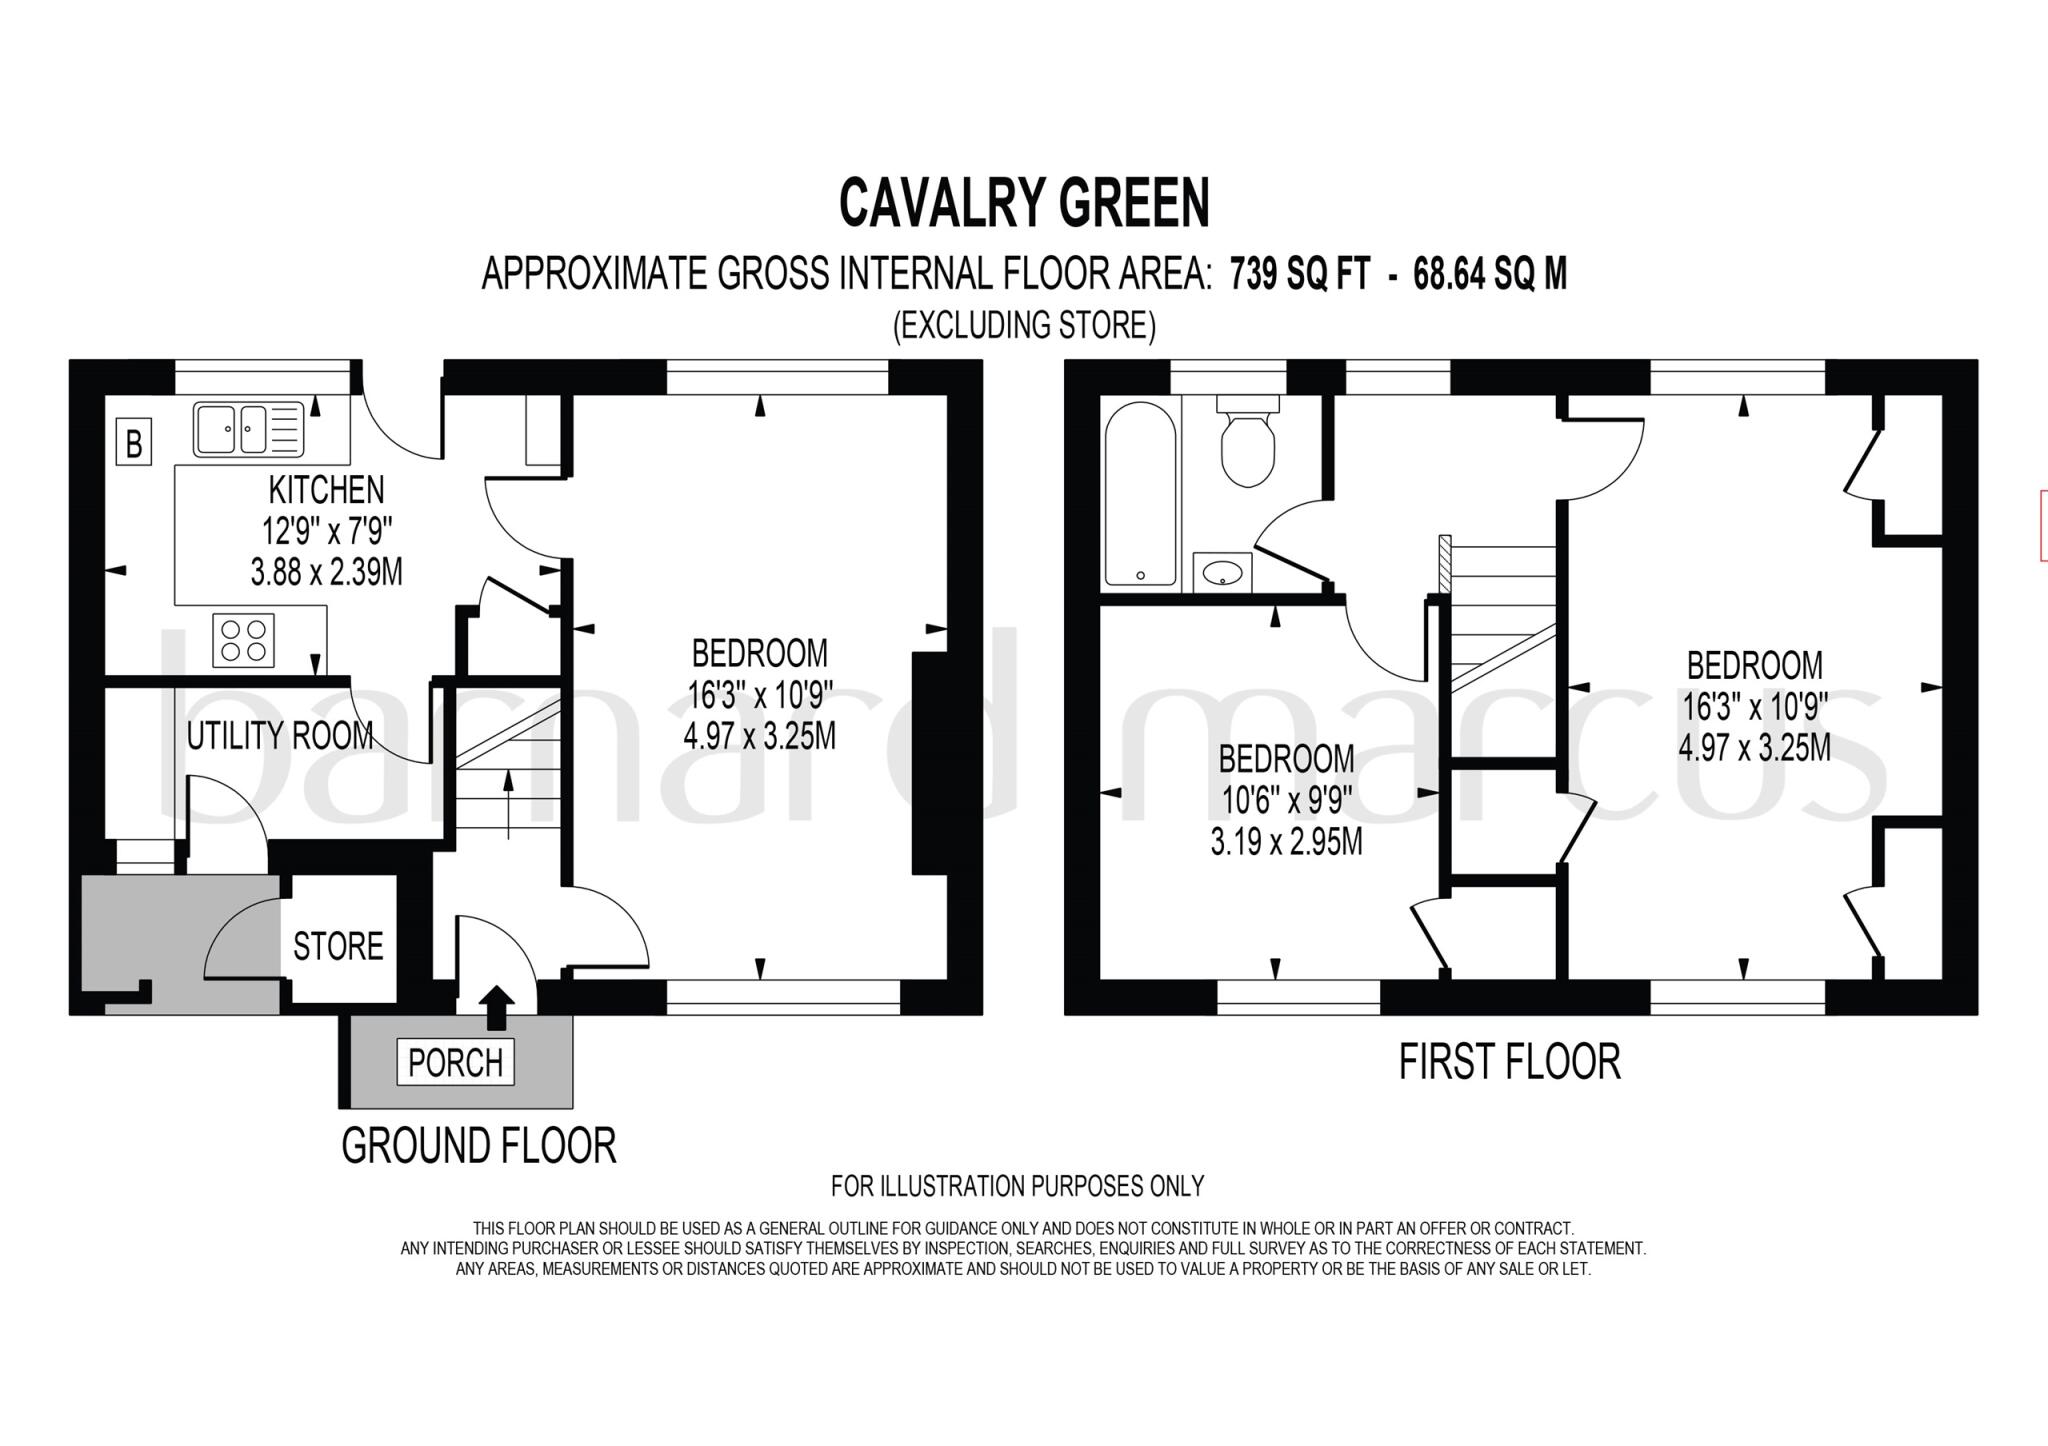 CAVALRY GREEN
APPROXIMATE GROSS INTERNAL FLOOR AREA: 739 SQ FT - 68.64 SQ M
(EXCLUDING STORE)
B
KITCHEN
12'9" x 7'9"
3.88 x 2.39M
UTILITY ROOM
BEDROOM
16'3" x 10'9"
4.97 x 3.25M
STORE
PORCH
GROUND FLOOR
BEDROOM
10'6" x 9'9"
3.19 x 2.95M
BEDROOM
16'3" x 10'9"
4.97 x 3.25M
FIRST FLOOR
barnard marcus
FOR ILLUSTRATION PURPOSES ONLY
THIS FLOOR PLAN SHOULD BE USED AS A GENERAL OUTLINE FOR GUIDANCE ONLY AND DOES NOT CONSTITUTE IN WHOLE OR IN PART AN OFFER OR CONTRACT.
ANY INTENDING PURCHASER OR LESSEE SHOULD SATISFY THEMSELVES BY INSPECTION, SEARCHES, ENQUIRIES AND FULL SURVEY AS TO THE CORRECTNESS OF EACH STATEMENT.
ANY AREAS, MEASUREMENTS OR DISTANCES QUOTED ARE APPROXIMATE AND SHOULD NOT BE USED TO VALUE A PROPERTY OR BE THE BASIS OF ANY SALE OR LET.